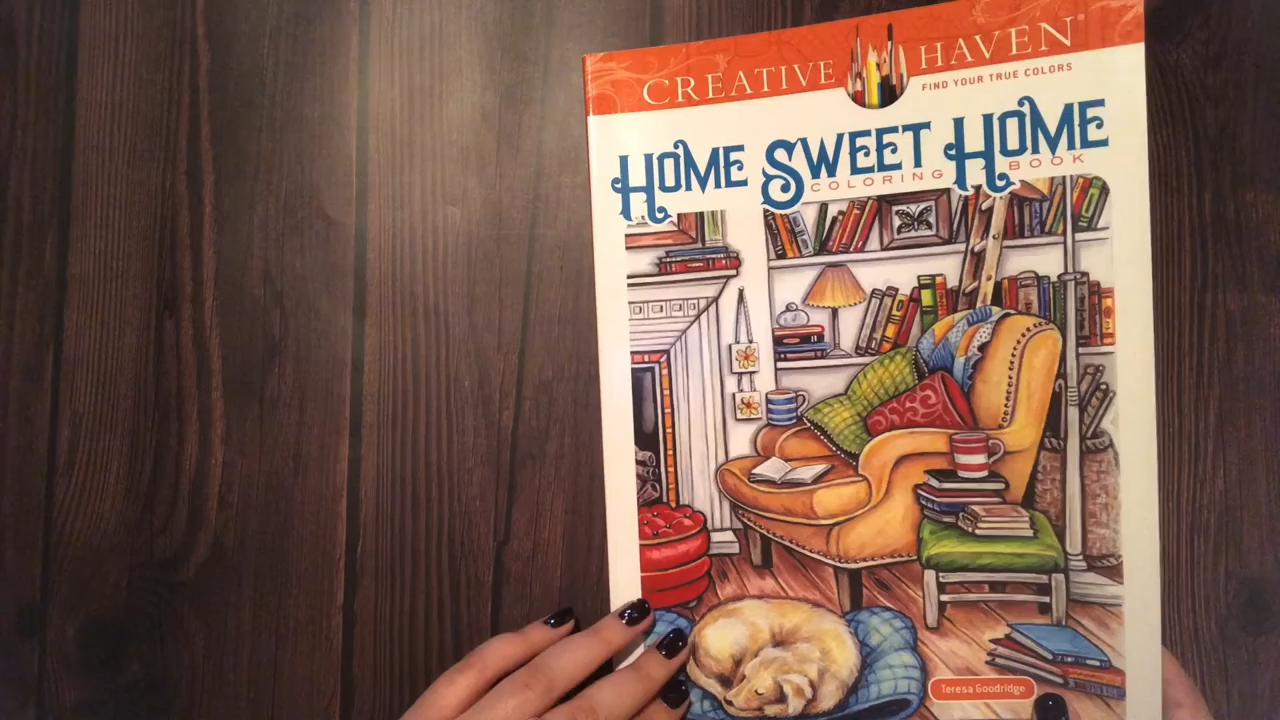 CREATIVE HAVEN®
FIND YOUR TRUE COLORS
HOME SWEET HOME
COLORING BOOK
Teresa Goodridge